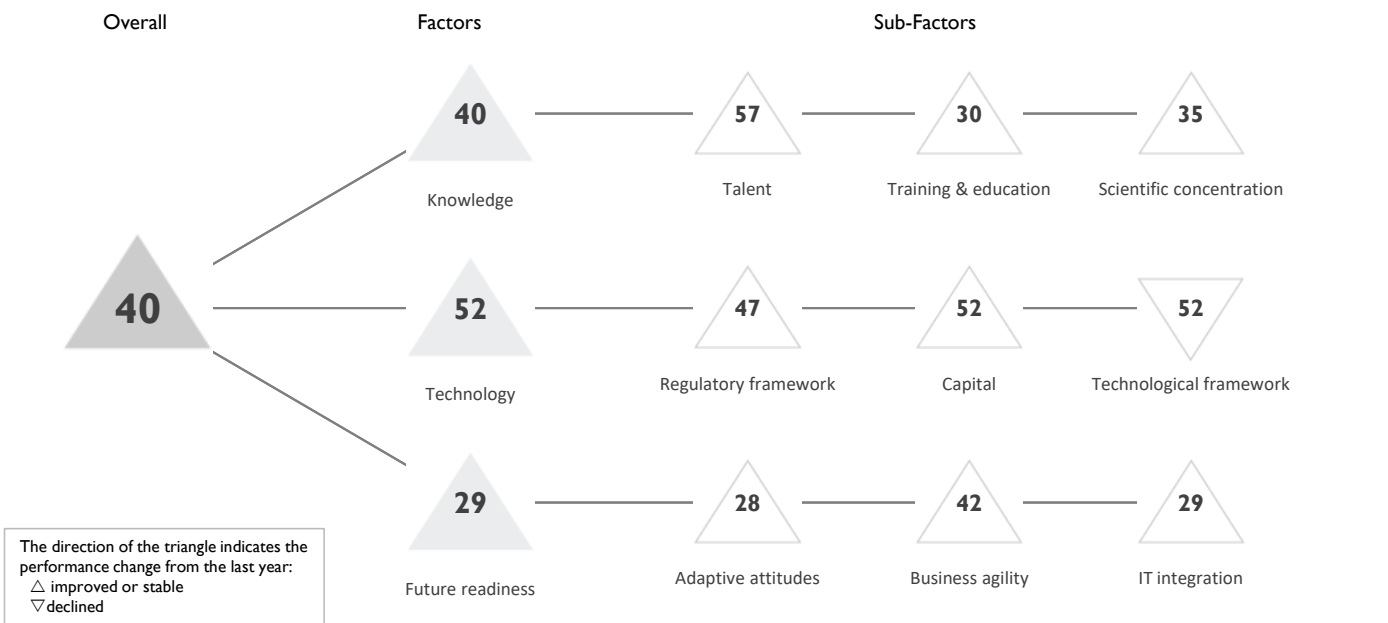 Overall Factors Sub-Factors
40 57 30 35
Knowledge Talent Training & education Scientific concentration
40 52 47 52 52
Technology Regulatory framework Capital Technological framework
29 28 42 29
Future readiness Adaptive attitudes Business agility IT integration
The direction of the triangle indicates the
performance change from the last year:
△ improved or stable
▽ declined